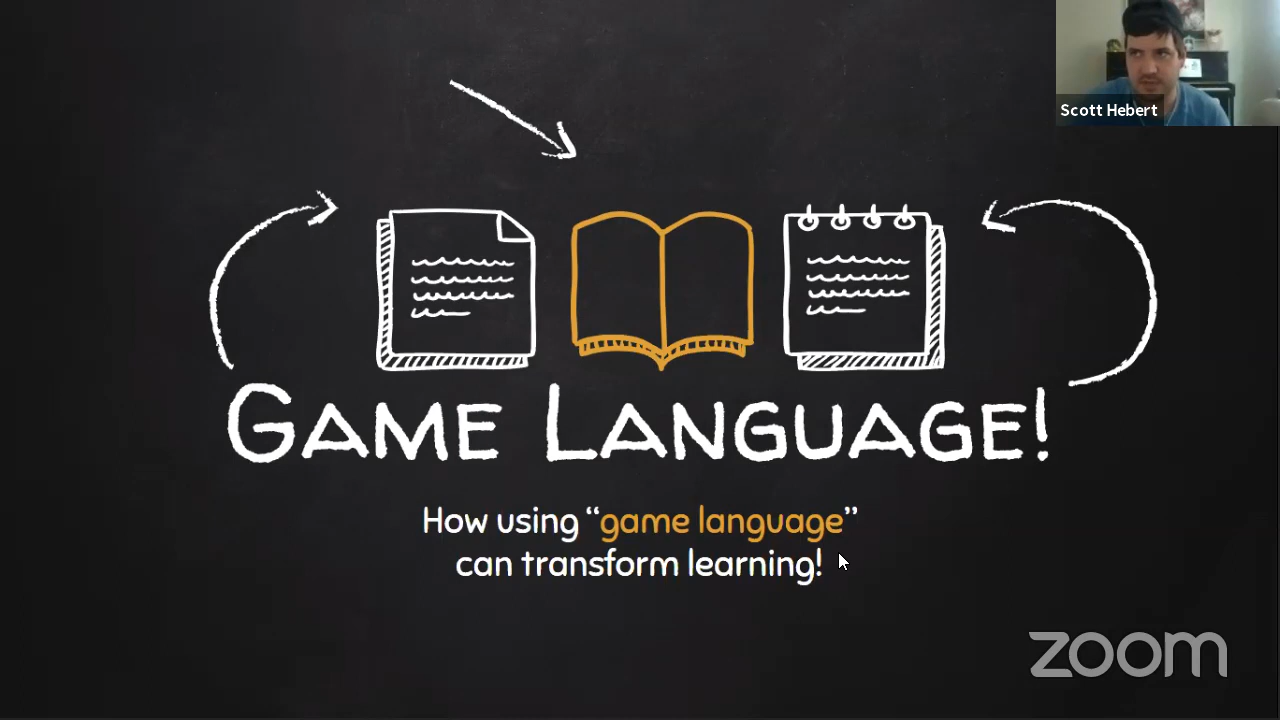 Scott Hebert
GAME LANGUAGE!
How using “game language”
can transform learning!
zoom